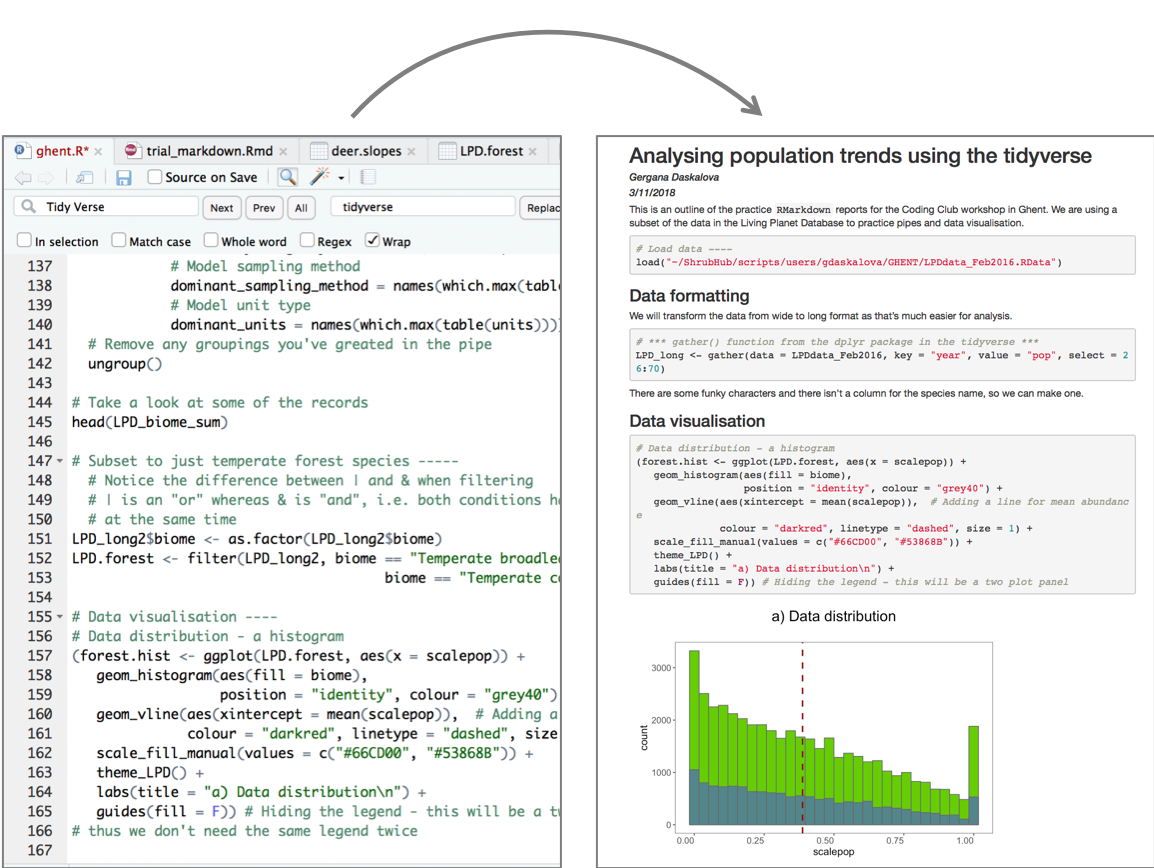 ghent.R*
trial_markdown.Rmd
deer.slopes
LPD.forest
Source on Save
Tidy Verse
Next
Prev
All
tidyverse
Replac
In selection
Match case
Whole word
Regex
Wrap
137 # Model sampling method
138 dominant_sampling_method = names(which.max(tabl
139 # Model unit type
140 dominant_units = names(which.max(table(units)))
141 # Remove any groupings you've greated in the pipe
142 ungroup()
143
144 # Take a look at some of the records
145 head(LPD_biome_sum)
146
147 # Subset to just temperate forest species -----
148 # Notice the difference between | and & when filtering
149 # | is an "or" whereas & is "and", i.e. both conditions h
150 # at the same time
151 LPD_long2$biome <- as.factor(LPD_long2$biome)
152 LPD.forest <- filter(LPD_long2, biome == "Temperate broadle
153 biome == "Temperate c
154
155 # Data visualisation ----
156 # Data distribution - a histogram
157 (forest.hist <- ggplot(LPD.forest, aes(x = scalepop)) +
158 geom_histogram(aes(fill = biome),
159 position = "identity", colour = "grey40")
160 geom_vline(aes(xintercept = mean(scalepop)), # Adding a
161 colour = "darkred", linetype = "dashed", size
162 scale_fill_manual(values = c("#66CD00", "#53868B")) +
163 theme_LPD() +
164 labs(title = "a) Data distribution\n") +
165 guides(fill = F)) # Hiding the legend - this will be a t
166 # thus we don't need the same legend twice
167
Analysing population trends using the tidyverse
Gergana Daskalova
3/11/2018
This is an outline of the practice RMarkdown reports for the Coding Club workshop in Ghent. We are using a
subset of the data in the Living Planet Database to practice pipes and data visualisation.
# Load data ----
load("~/ShrubHub/scripts/users/gdaskalova/GHENT/LPDdata_Feb2016.RData")
Data formatting
We will transform the data from wide to long format as that's much easier for analysis.
# *** gather() function from the dplyr package in the tidyverse ***
LPD_long <- gather(data = LPDdata_Feb2016, key = "year", value = "pop", select = 2
6:70)
There are some funky characters and there isn't a column for the species name, so we can make one.
Data visualisation
# Data distribution - a histogram
(forest.hist <- ggplot(LPD.forest, aes(x = scalepop)) +
geom_histogram(aes(fill = biome),
position = "identity", colour = "grey40") +
geom_vline(aes(xintercept = mean(scalepop)), # Adding a line for mean abundanc
e
colour = "darkred", linetype = "dashed", size = 1) +
scale_fill_manual(values = c("#66CD00", "#53868B")) +
theme_LPD() +
labs(title = "a) Data distribution\n") +
guides(fill = F)) # Hiding the legend - this will be a two plot panel
a) Data distribution
3000
2000
1000
0
count
0.00 0.25 0.50 0.75 1.00
scalepop